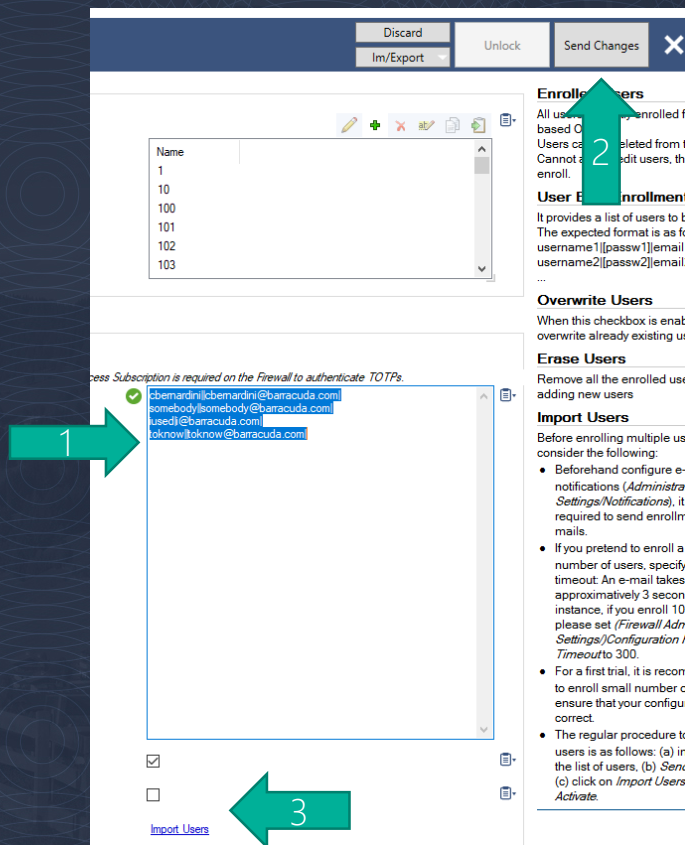 Discard
Im/Export
Unlock
Send Changes
Name
1
10
100
101
102
103
cess Subscription is required on the Firewall to authenticate TOTPs.
cbernardini||cbernardini@barracuda.com|
somebody||somebody@barracuda.com|
iused|i@barracuda.com|
toknow||toknow@barracuda.com|
Import Users
1
2
3
Enrolle
All us enrolled f
based O
Users ca eleted from t
Cannot edit users, th
enroll.
User nrollment
It provides a list of users to b
The expected format is as fo
username1|[passw1]|email
username2|[passw2]|email
...
Overwrite Users
When this checkbox is enab
overwrite already existing us
Erase Users
Remove all the enrolled use
adding new users
Import Users
Before enrolling multiple us
consider the following:
• Beforehand configure e-
notifications (Administra
Settings/Notifications), it
required to send enrollm
mails.
• If you pretend to enroll a
number of users, specify
timeout: An e-mail takes
approximatively 3 secon
instance, if you enroll 10
please set (Firewall Adm
Settings/)Configuration
Timeout to 300.
• For a first trial, it is recom
to enroll small number o
ensure that your configu
correct.
• The regular procedure to
users is as follows: (a) in
the list of users, (b) Send
(c) click on Import Users
Activate.